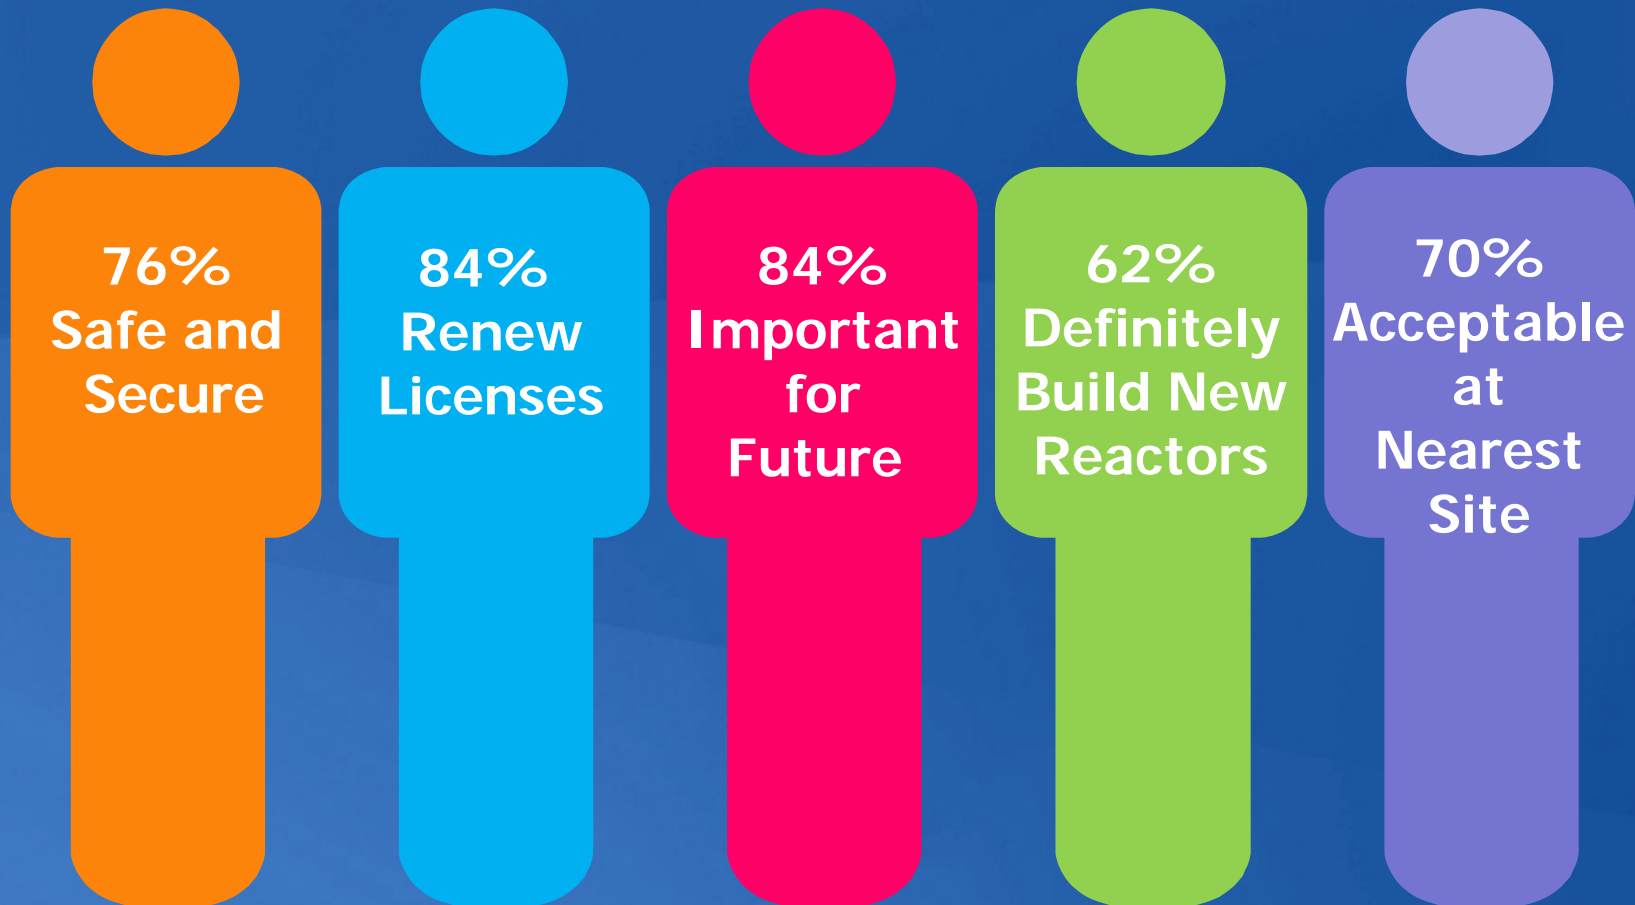 76%
Safe and
Secure
84%
Renew
Licenses
84%
Important
for
Future
62%
Definitely
Build New
Reactors
70%
Acceptable
at
Nearest
Site